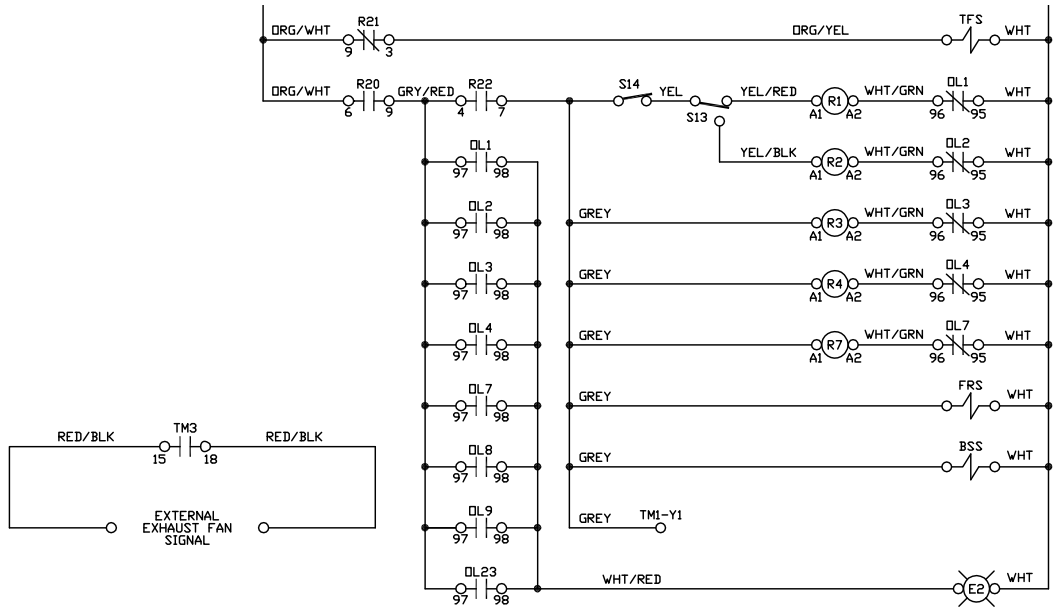 R21 TFS
ORG/WHT ORG/YEL WHT
9 3
R20 R22 S14 OL1
ORG/WHT GRY/RED YEL YEL/RED R1 WHT/GRN WHT
6 9 4 7 S13 A1 A2 96 95
OL1 OL2
YEL/BLK R2 WHT/GRN WHT
97 98 A1 A2 96 95
OL2 OL3
GREY R3 WHT/GRN WHT
97 98 A1 A2 96 95
OL3 OL4
GREY R4 WHT/GRN WHT
97 98 A1 A2 96 95
OL4 OL7
GREY R7 WHT/GRN WHT
97 98 A1 A2 96 95
OL7 FRS
GREY WHT
97 98
TM3
RED/BLK RED/BLK
15 18
OL8 BSS
GREY WHT
97 98
OL9
GREY TM1-Y1
97 98
EXTERNAL
EXHAUST FAN
SIGNAL
OL23
WHT/RED E2 WHT
97 98